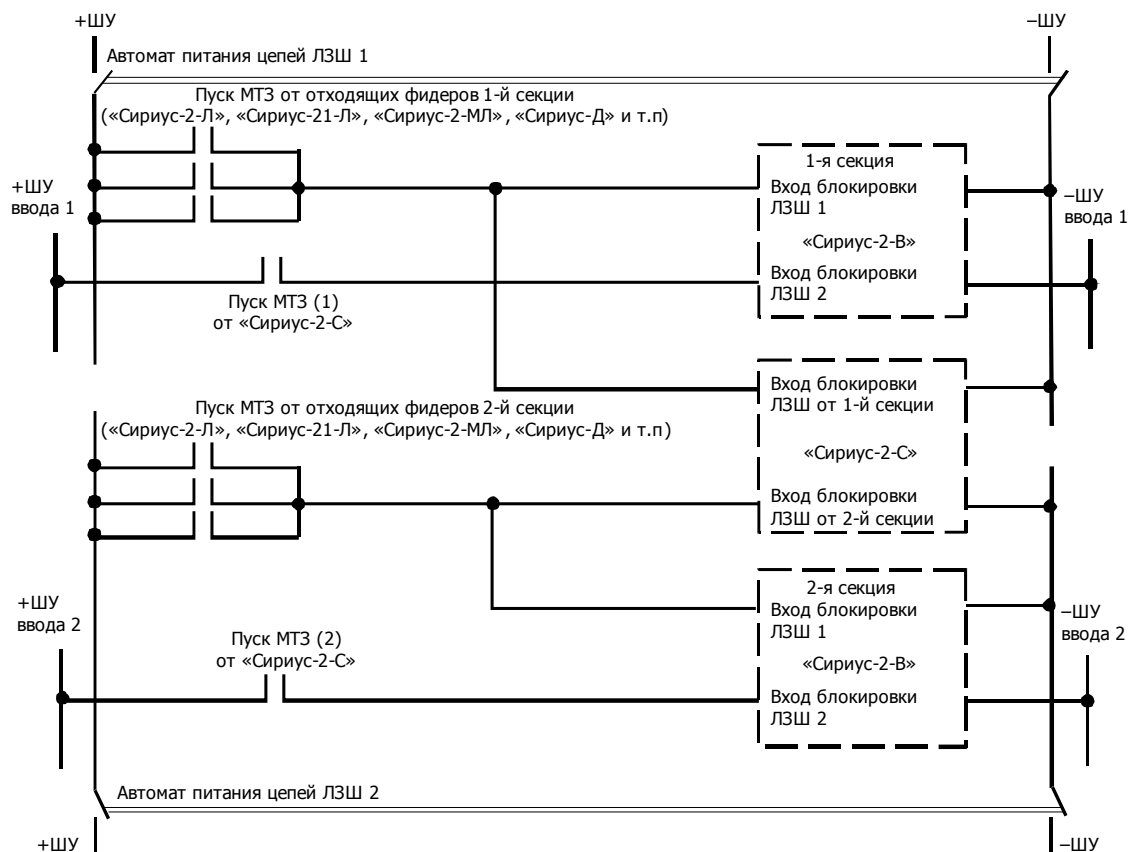 +ШУ
–ШУ
Автомат питания цепей ЛЗШ 1
Пуск МТЗ от отходящих фидеров 1-й секции
(«Сириус-2-Л», «Сириус-21-Л», «Сириус-2-МЛ», «Сириус-Д» и т.п)
+ШУ
ввода 1
1-я секция
Вход блокировки
ЛЗШ 1
«Сириус-2-В»
Вход блокировки
ЛЗШ 2
–ШУ
ввода 1
Пуск МТЗ (1)
от «Сириус-2-С»
Вход блокировки
ЛЗШ от 1-й секции
«Сириус-2-С»
Вход блокировки
ЛЗШ от 2-й секции
Пуск МТЗ от отходящих фидеров 2-й секции
(«Сириус-2-Л», «Сириус-21-Л», «Сириус-2-МЛ», «Сириус-Д» и т.п)
+ШУ
ввода 2
Пуск МТЗ (2)
от «Сириус-2-С»
2-я секция
Вход блокировки
ЛЗШ 1
«Сириус-2-В»
Вход блокировки
ЛЗШ 2
–ШУ
ввода 2
Автомат питания цепей ЛЗШ 2
+ШУ
–ШУ